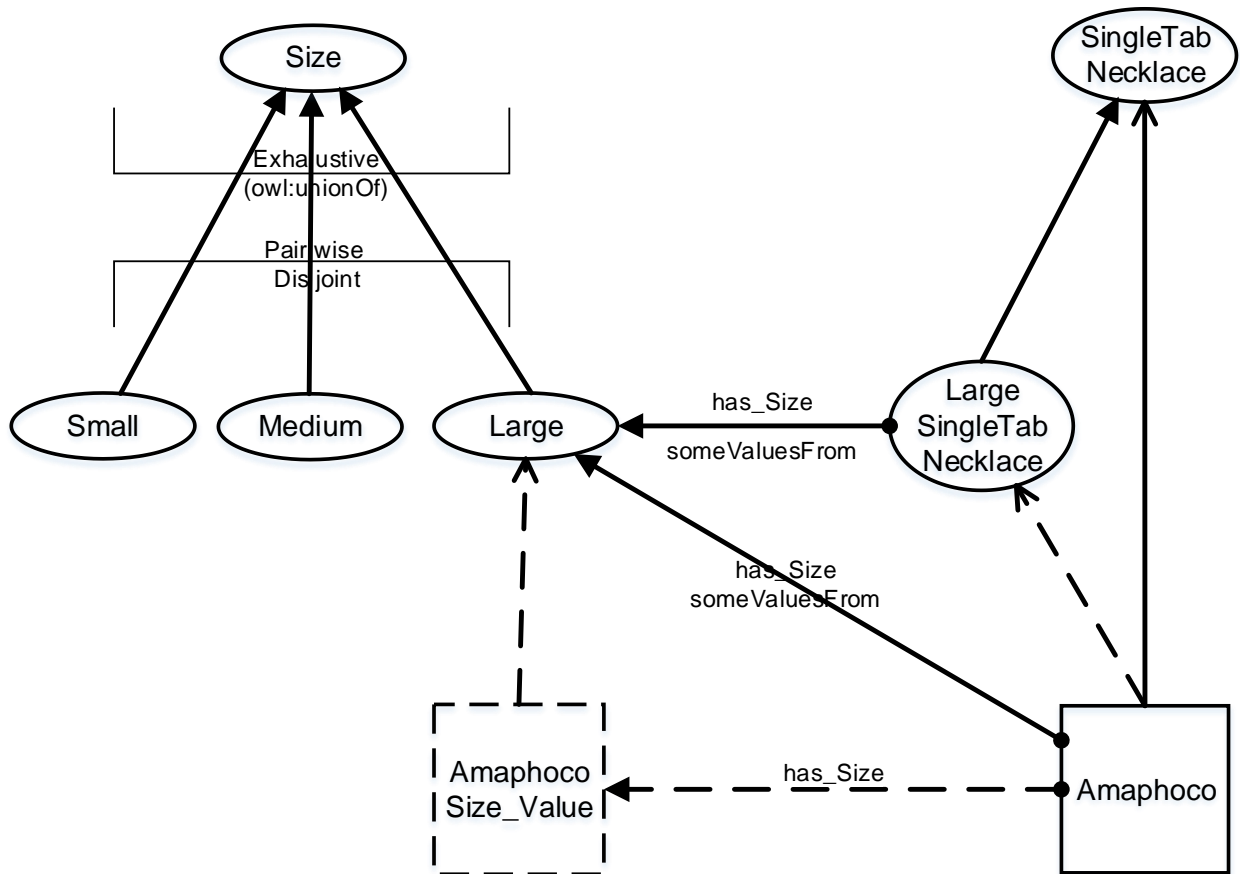 Size
SingleTab
Necklace
Exhaustive
(owl:unionOf)
Pairwise
Disjoint
Small
Medium
Large
has_Size
someValuesFrom
Large
SingleTab
Necklace
has_Size
someValuesFrom
Amaphoco
Size_Value
has_Size
Amaphoco